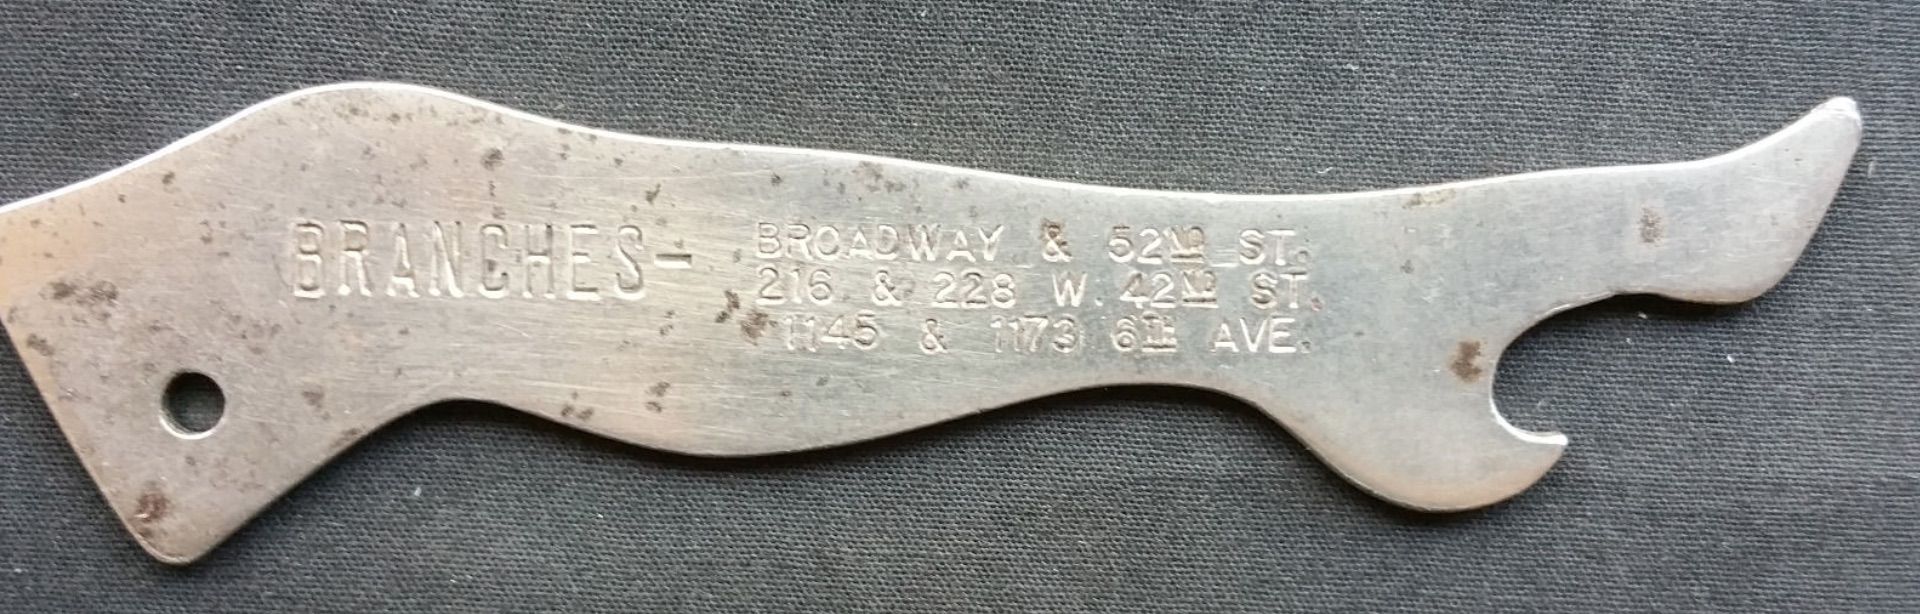 BRANCHES- BROADWAY & 52ND ST.
216 & 228 W. 42ND ST.
1145 & 1173 6TH AVE.